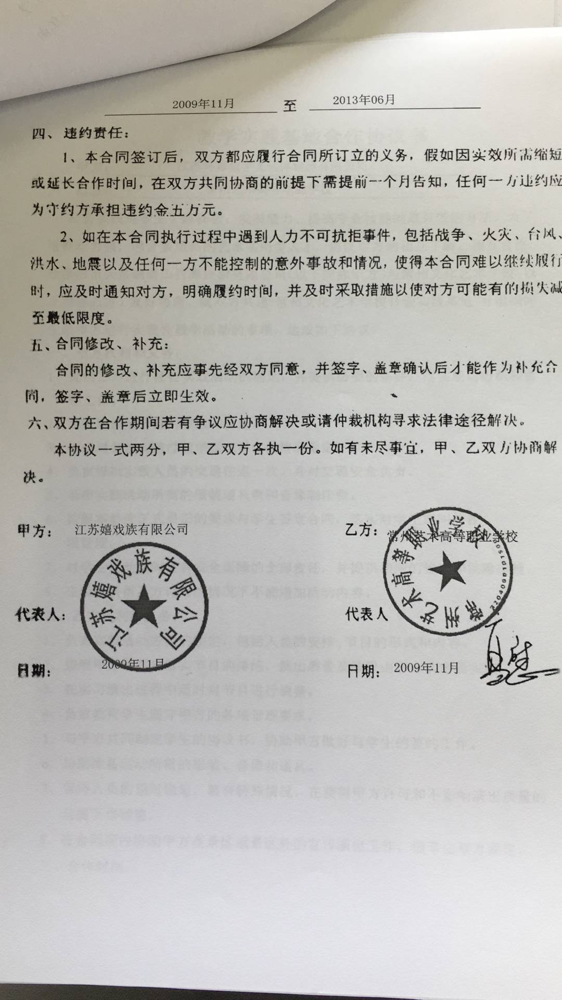 2009年11月 至 2013年06月
四、违约责任：
1、本合同签订后，双方都应履行合同所订立的义务，假如因实效所需缩短
或延长合作时间，在双方共同协商的前提下需提前一个月告知，任何一方违约应
为守约方承担违约金五万元。
2、如在本合同执行过程中遇到人力不可抗拒事件，包括战争、火灾、台风、
洪水、地震以及任何一方不能控制的意外事故和情况，使得本合同难以继续履行
时，应及时通知对方，明确履约时间，并及时采取措施以使对方可能有的损失减
至最低限度。
五、合同修改、补充：
合同的修改、补充应事先经双方同意，并签字、盖章确认后才能作为补充合
同，签字、盖章后立即生效。
六、双方在合作期间若有争议应协商解决或请仲裁机构寻求法律途径解决。
本协议一式两分，甲、乙双方各执一份。如有未尽事宜，甲、乙双方协商解
决。
甲方： 江苏嬉戏族有限公司
乙方： 常州艺术高等职业学校
江苏嬉戏族有限公司
常州艺术高等职业学校
代表人：
代表人
日期： 2009年11月
日期： 2009年11月